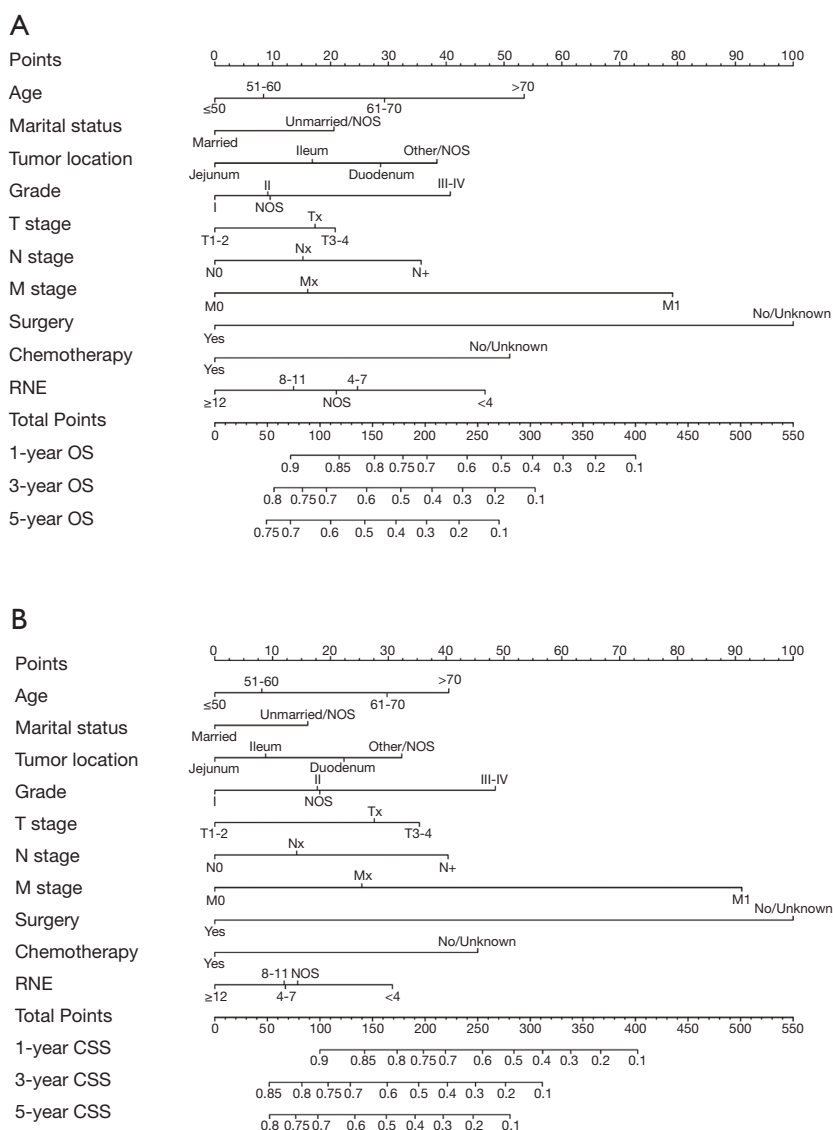 A
Points 0 10 20 30 40 50 60 70 80 90 100
51-60 >70
Age
≤50 61-70
Unmarried/NOS
Marital status
Married
Ileum Other/NOS
Tumor location
Jejunum Duodenum
II III-IV
Grade
I NOS
Tx
T stage
T1-2 T3-4
Nx
N stage
N0 N+
Mx
M stage
M0 M1
No/Unknown
Surgery
Yes
No/Unknown
Chemotherapy
Yes
8-11 4-7
RNE
≥12 NOS <4
Total Points
0 50 100 150 200 250 300 350 400 450 500 550
1-year OS
0.9 0.85 0.8 0.75 0.7 0.6 0.5 0.4 0.3 0.2 0.1
3-year OS
0.8 0.75 0.7 0.6 0.5 0.4 0.3 0.2 0.1
5-year OS
0.75 0.7 0.6 0.5 0.4 0.3 0.2 0.1
B
Points 0 10 20 30 40 50 60 70 80 90 100
51-60 >70
Age
≤50 61-70
Unmarried/NOS
Marital status
Married
Ileum Other/NOS
Tumor location
Jejunum Duodenum
II III-IV
Grade
I NOS
Tx
T stage
T1-2 T3-4
Nx
N stage
N0 N+
Mx
M stage
M0 M1
No/Unknown
Surgery
Yes
No/Unknown
Chemotherapy
Yes
8-11 NOS
RNE
≥12 4-7 <4
Total Points
0 50 100 150 200 250 300 350 400 450 500 550
1-year CSS
0.9 0.85 0.8 0.75 0.7 0.6 0.5 0.4 0.3 0.2 0.1
3-year CSS
0.85 0.8 0.75 0.7 0.6 0.5 0.4 0.3 0.2 0.1
5-year CSS
0.8 0.75 0.7 0.6 0.5 0.4 0.3 0.2 0.1